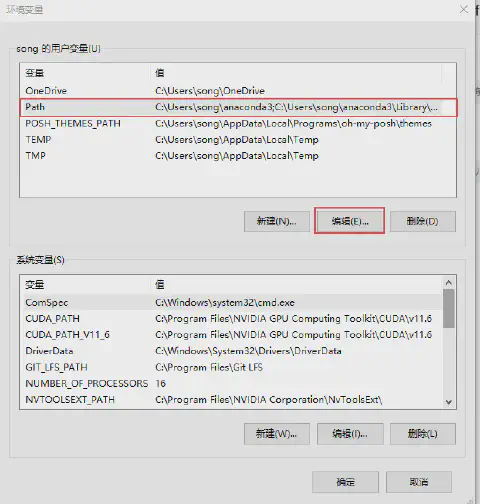 环境变量
song 的用户变量(U)
变量 值
OneDrive C:\Users\song\OneDrive
Path C:\Users\song\anaconda3;C:\Users\song\anaconda3\Library\...
POSH_THEMES_PATH C:\Users\song\AppData\Local\Programs\oh-my-posh\themes
TEMP C:\Users\song\AppData\Local\Temp
TMP C:\Users\song\AppData\Local\Temp
新建(N)... 编辑(E)... 删除(D)
系统变量(S)
变量 值
ComSpec C:\Windows\system32\cmd.exe
CUDA_PATH C:\Program Files\NVIDIA GPU Computing Toolkit\CUDA\v11.6
CUDA_PATH_V11_6 C:\Program Files\NVIDIA GPU Computing Toolkit\CUDA\v11.6
DriverData C:\Windows\System32\Drivers\DriverData
GIT_LFS_PATH C:\Program Files\Git LFS
NUMBER_OF_PROCESSORS 16
NVTOOLSEXT_PATH C:\Program Files\NVIDIA Corporation\NvToolsExt\
新建(W)... 编辑(I)... 删除(L)
确定 取消